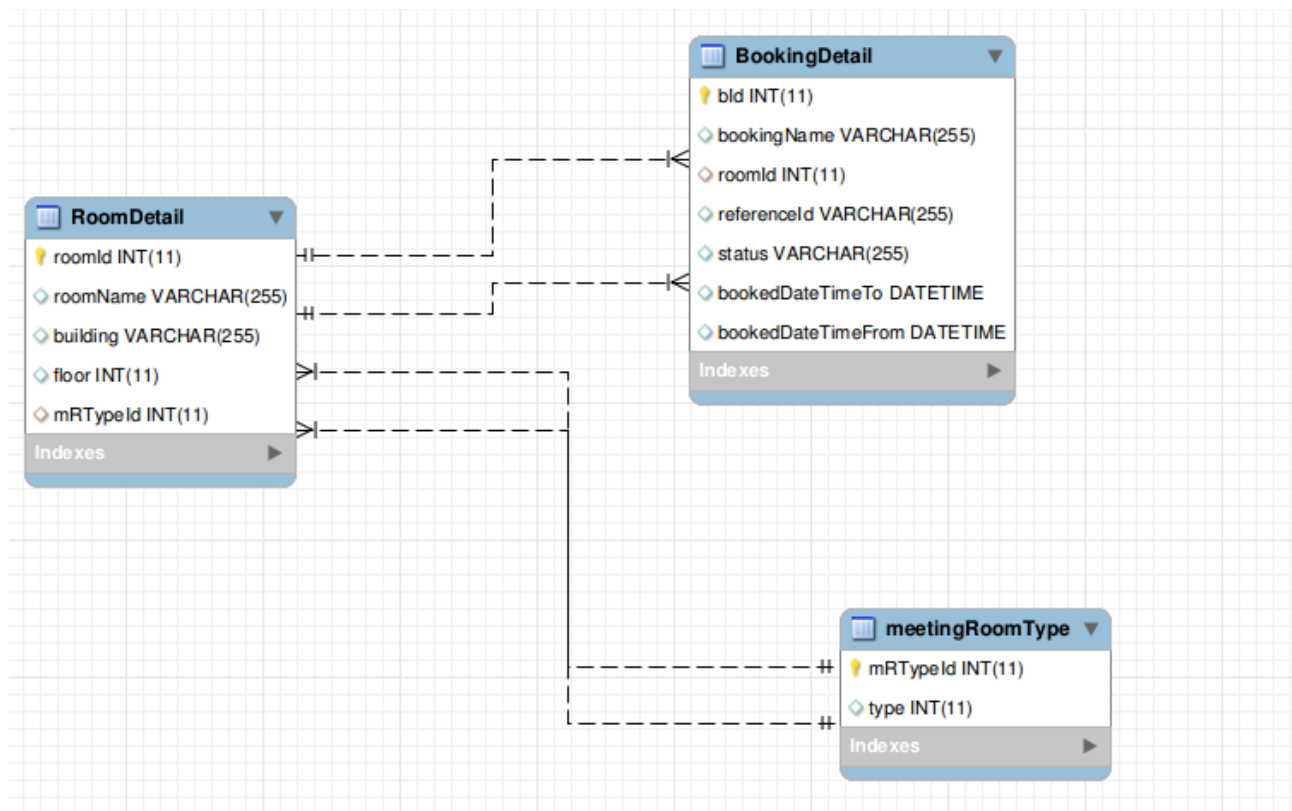 BookingDetail
bId INT(11)
bookingName VARCHAR(255)
roomId INT(11)
referenceId VARCHAR(255)
status VARCHAR(255)
bookedDateTimeTo DATETIME
bookedDateTimeFrom DATETIME
Indexes
RoomDetail
roomId INT(11)
roomName VARCHAR(255)
building VARCHAR(255)
floor INT(11)
mRTypeId INT(11)
Indexes
meetingRoomType
mRTypeId INT(11)
type INT(11)
Indexes